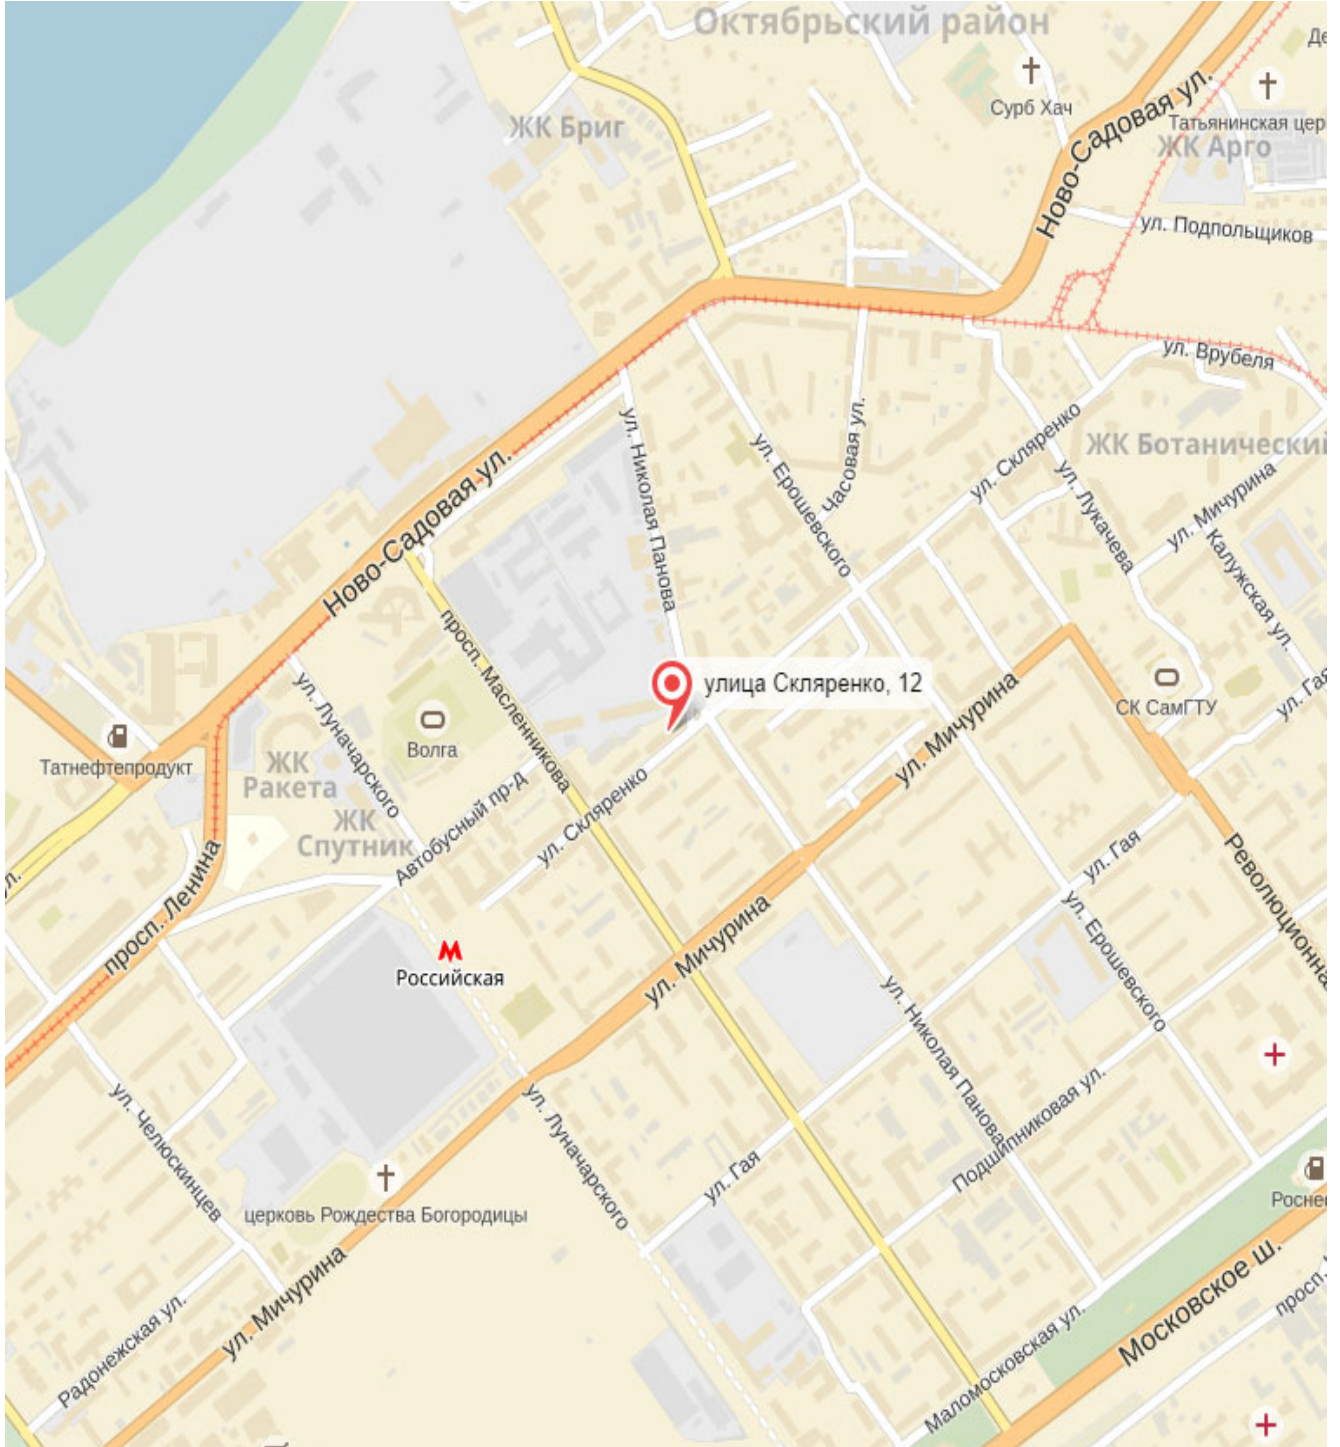 Октябрьский район
Де
Сурб Хач
Ново-Садовая ул.
Татьянинская цер
ЖК Бриг
ЖК Арго
ул. Подпольщиков
ул. Врубеля
ул. Николая Панова
ул. Ерошевского
Часовая ул.
ул. Скляренко
ЖК Ботанический
ул. Лукачева
ул. Мичурина
Калужская ул.
Ново-Садовая ул.
просп. Масленникова
улица Скляренко, 12
ул. Мичурина
СК СамГТУ
ул. Гая
ул. Луначарского
Волга
Татнефтепродукт
ЖК
Ракета
ЖК
Спутник
Автобусный пр-д
ул. Скляренко
просп. Ленина
л.
ул. Гая
Революционная
ул. Мичурина
ул. Ерошевского
Российская
ул. Николая Панова
Подшипниковая ул.
ул. Челюскинцев
ул. Луначарского
ул. Гая
церковь Рождества Богородицы
Росне
ул. Мичурина
Радонежская ул.
Московское ш.
просп.
Маломосковская ул.